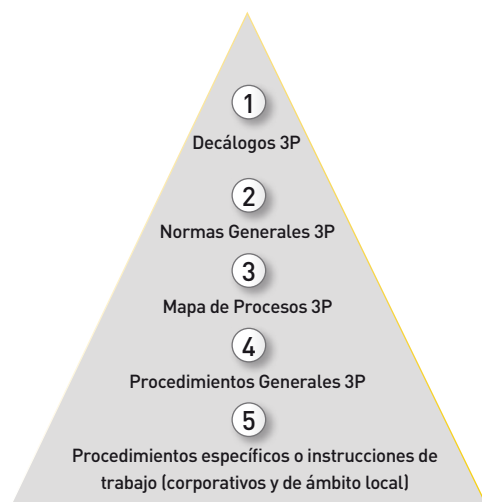 1
Decálogos 3P
2
Normas Generales 3P
3
Mapa de Procesos 3P
4
Procedimientos Generales 3P
5
Procedimientos específicos o instrucciones de
trabajo (corporativos y de ámbito local)